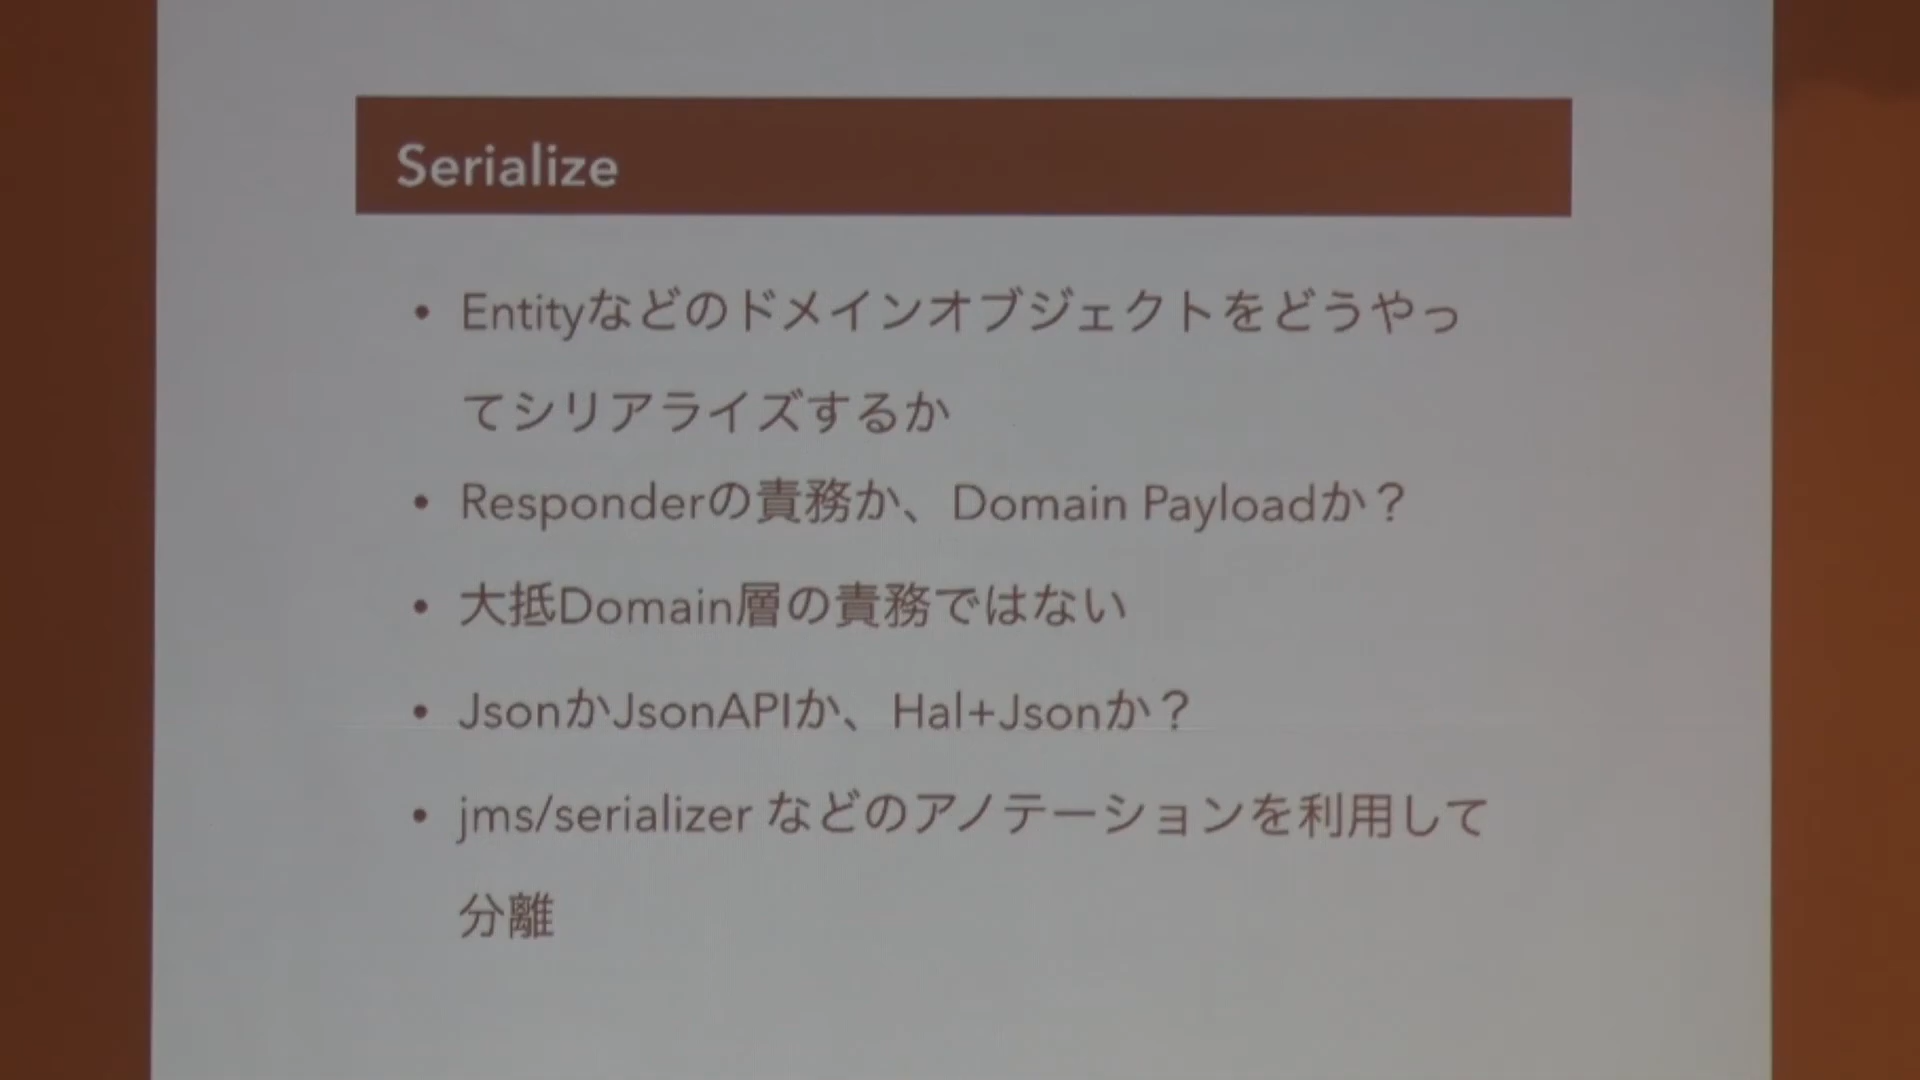 Serialize
• Entityなどのドメインオブジェクトをどうやっ
てシリアライズするか
• Responderの責務か、Domain Payloadか？
• 大抵Domain層の責務ではない
• JsonかJsonAPIか、Hal+Jsonか？
• jms/serializer などのアノテーションを利用して
分離